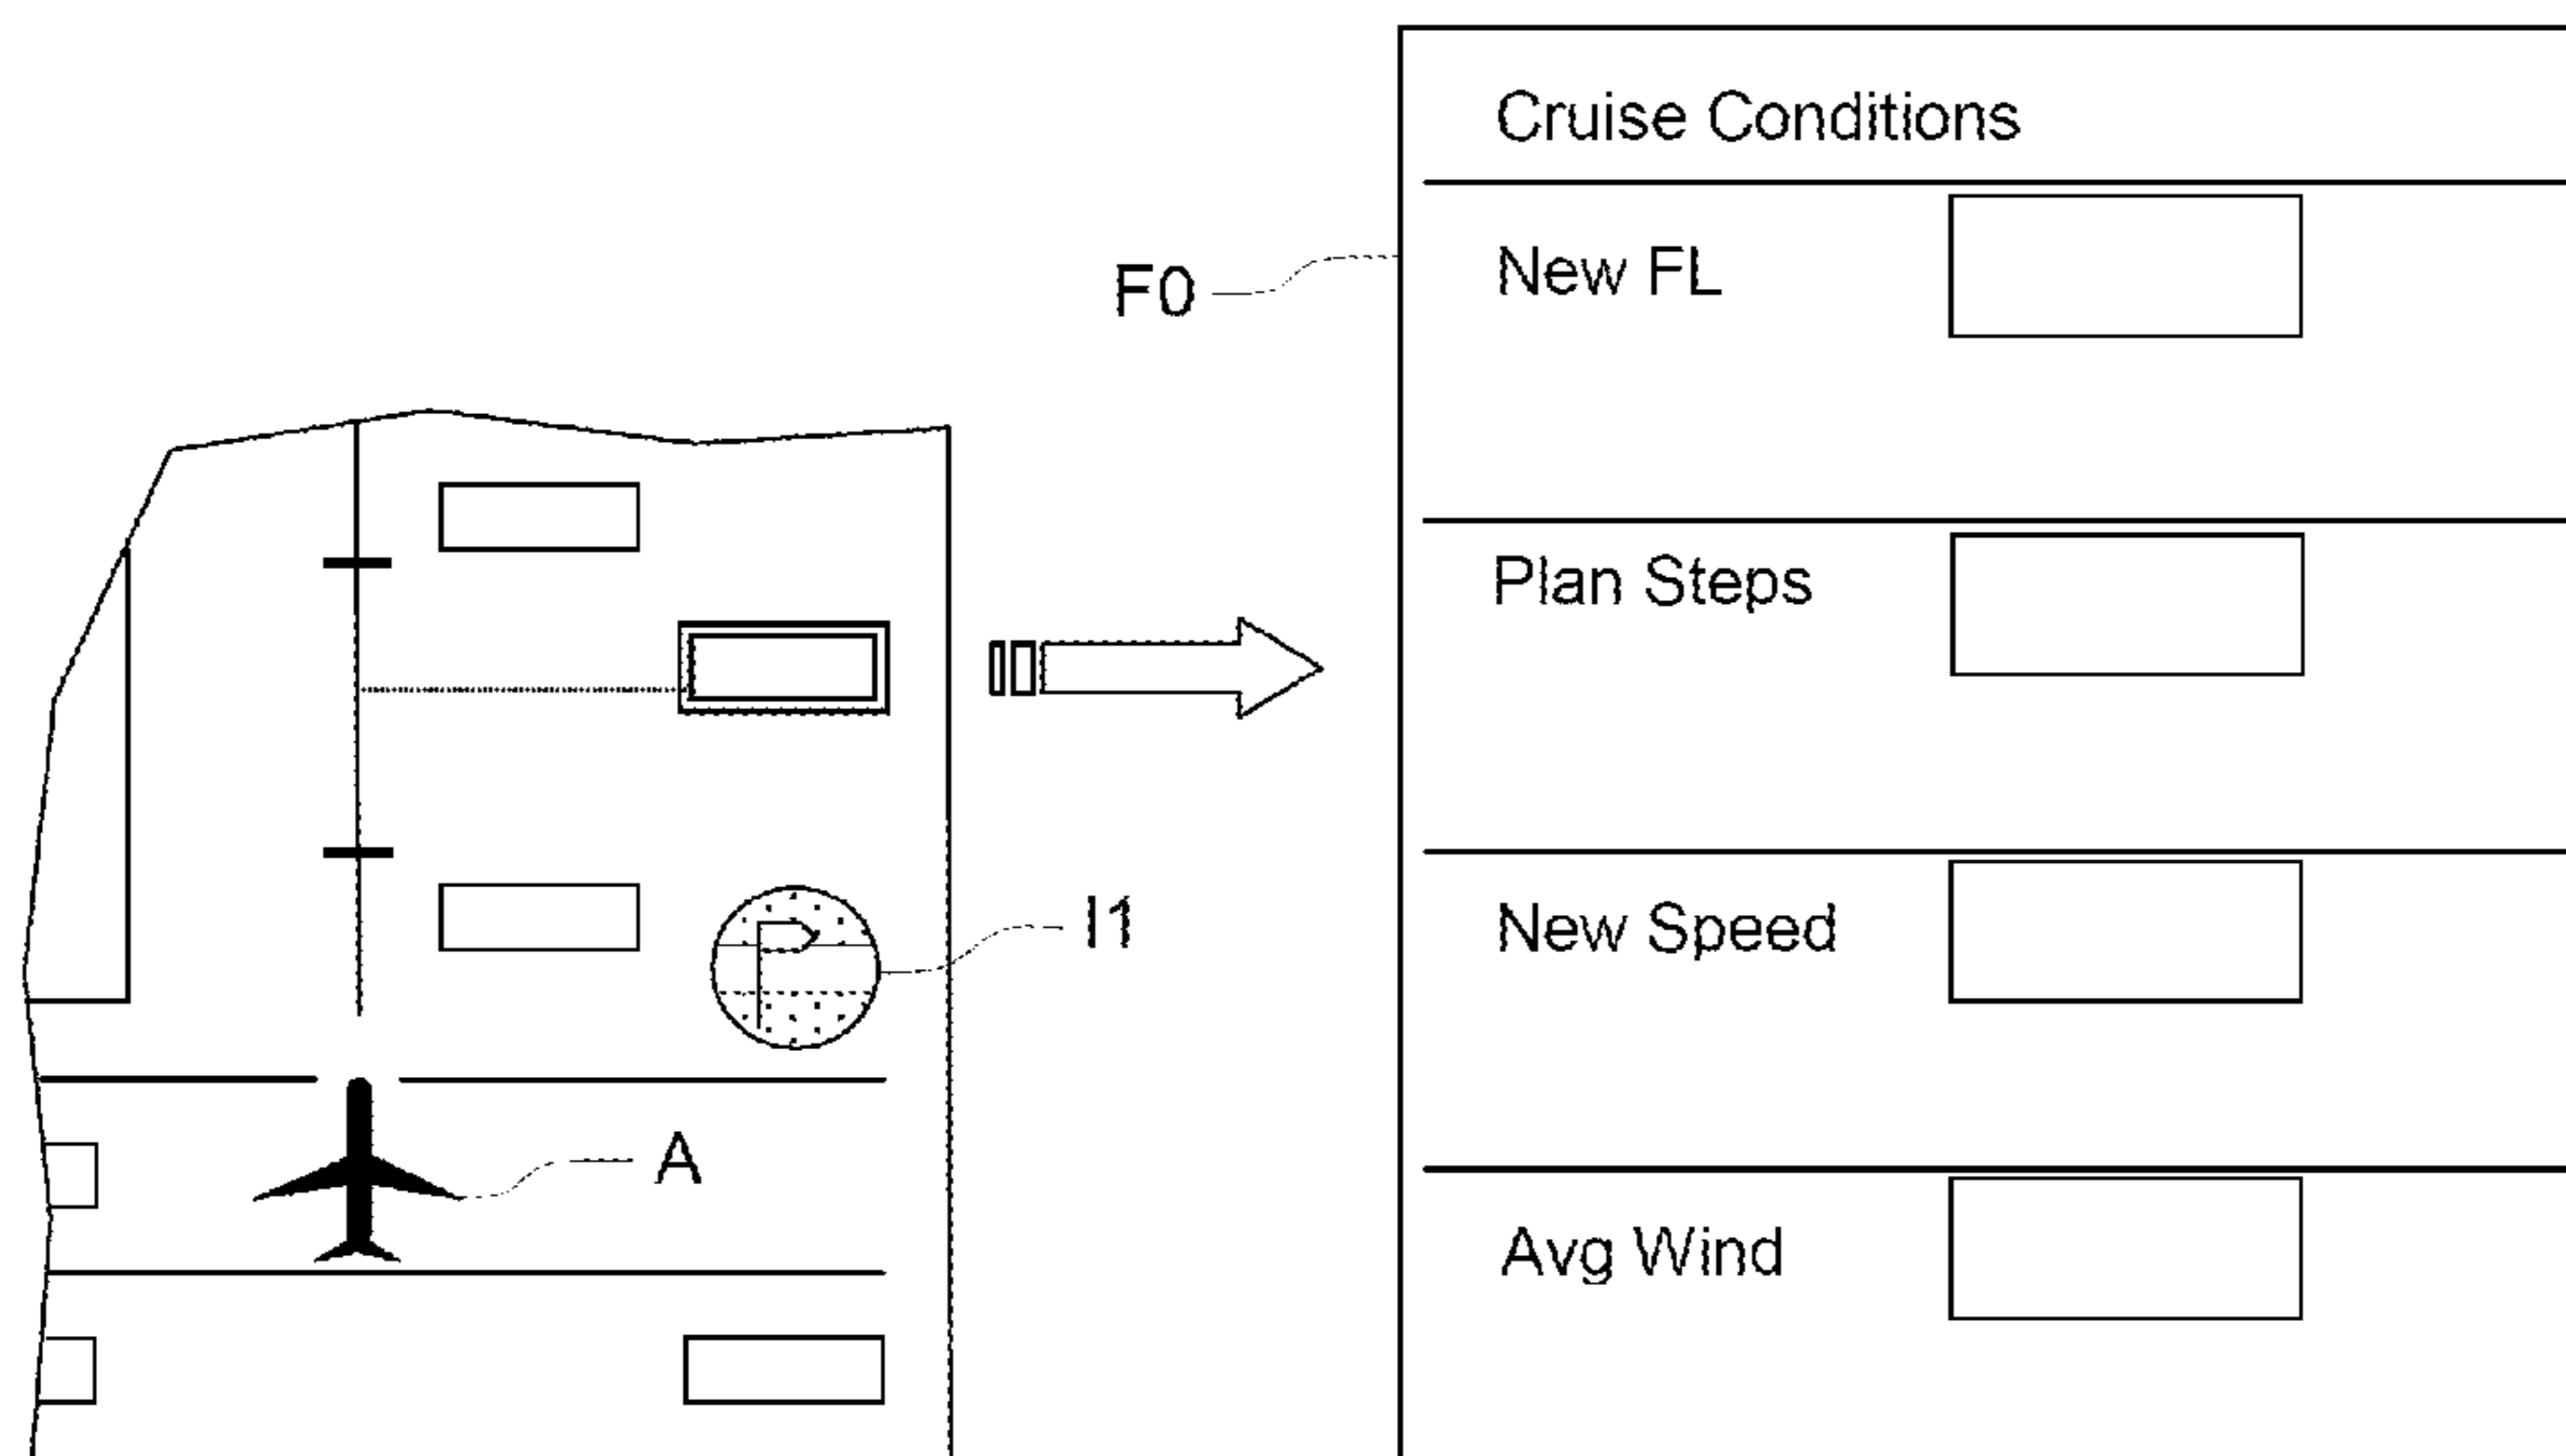 Cruise Conditions
New FL
F0
Plan Steps
New Speed
I1
A
Avg Wind